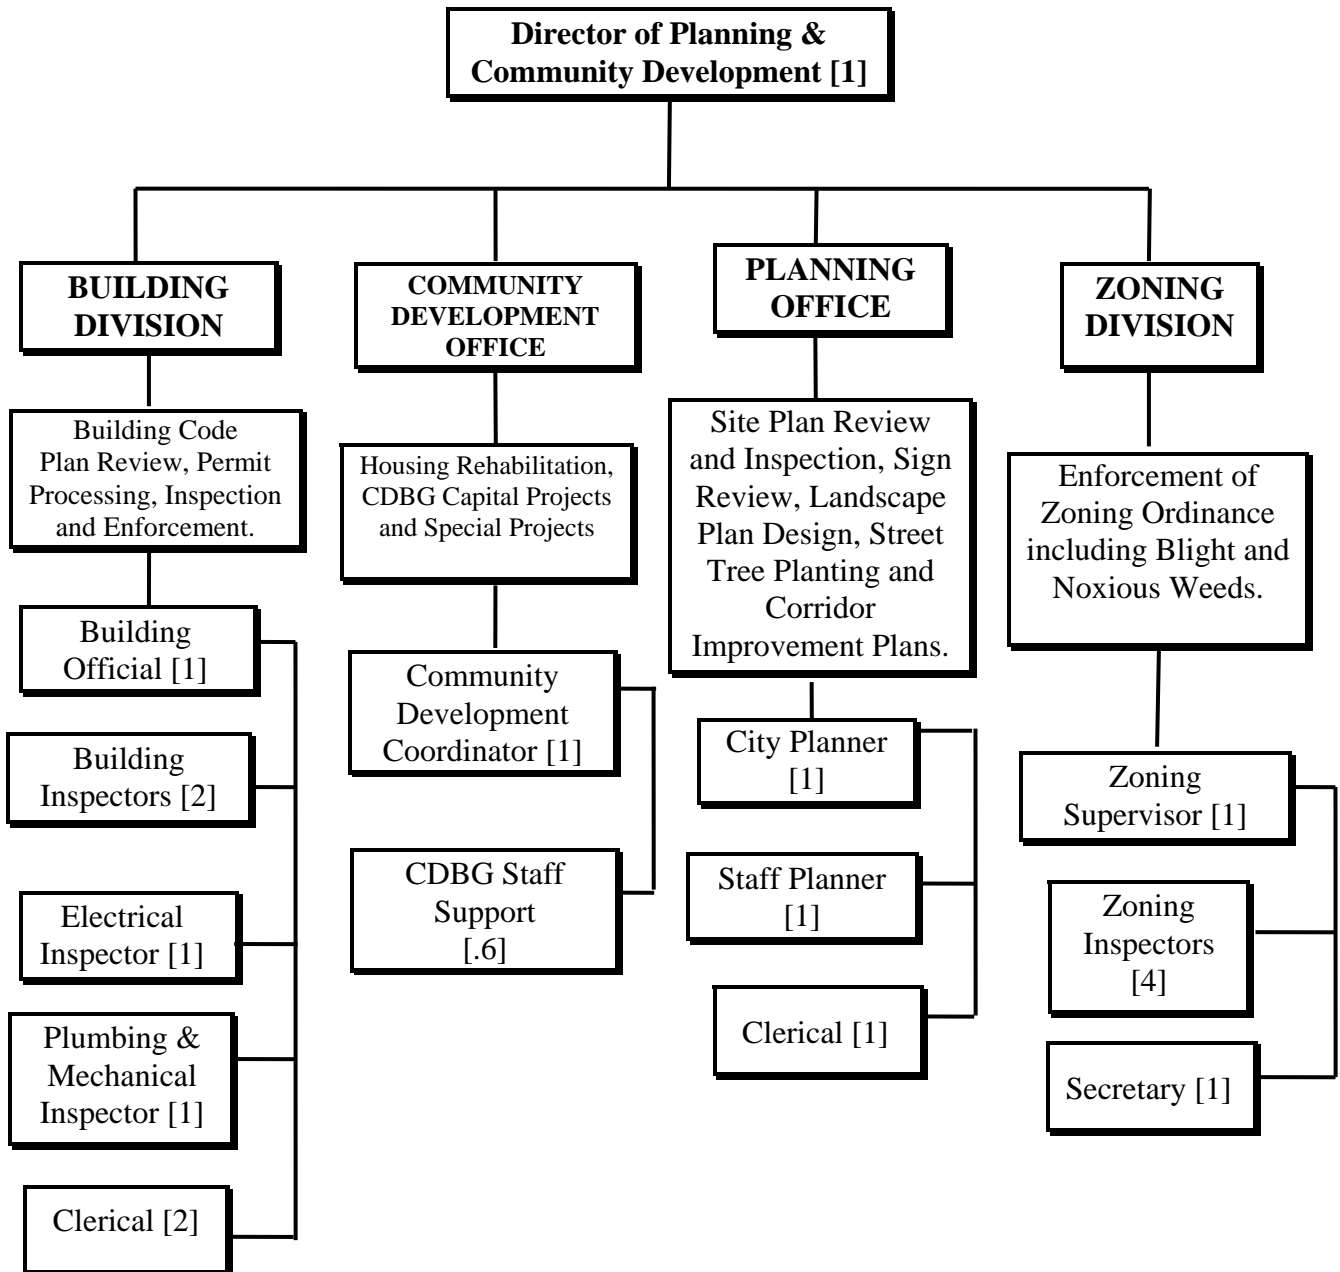 Director of Planning &
Community Development [1]
BUILDING
DIVISION
Building Code
Plan Review, Permit
Processing, Inspection
and Enforcement.
Building
Official [1]
Building
Inspectors [2]
Electrical
Inspector [1]
Plumbing &
Mechanical
Inspector [1]
Clerical [2]
COMMUNITY
DEVELOPMENT
OFFICE
Housing Rehabilitation,
CDBG Capital Projects
and Special Projects
Community
Development
Coordinator [1]
CDBG Staff
Support
[.6]
PLANNING
OFFICE
Site Plan Review
and Inspection, Sign
Review, Landscape
Plan Design, Street
Tree Planting and
Corridor
Improvement Plans.
City Planner
[1]
Staff Planner
[1]
Clerical [1]
ZONING
DIVISION
Enforcement of
Zoning Ordinance
including Blight and
Noxious Weeds.
Zoning
Supervisor [1]
Zoning
Inspectors
[4]
Secretary [1]